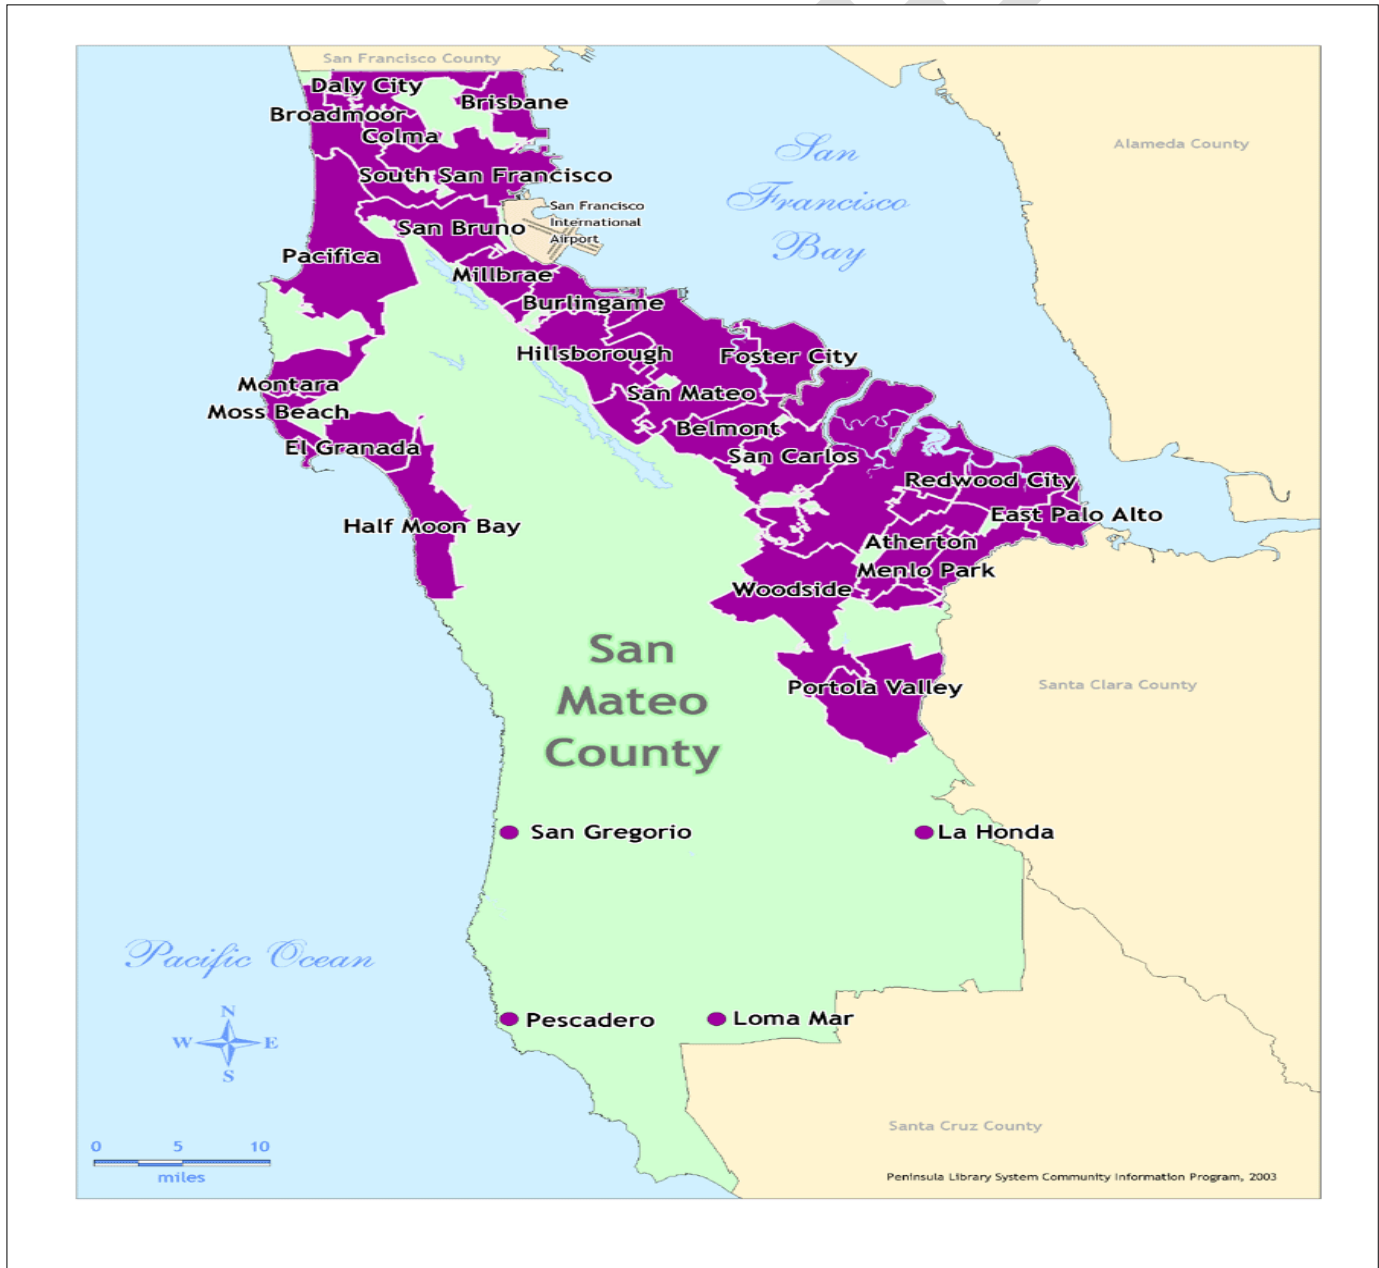 San Francisco County
Daly City
Brisbane
Broadmoor
Colma
San
Francisco
Bay
Alameda County
South San Francisco
San Francisco
International
Airport
San Bruno
Pacifica
Millbrae
Burlingame
Hillsborough
Foster City
Montara
San Mateo
Moss Beach
Belmont
El Granada
San Carlos
Redwood City
East Palo Alto
Half Moon Bay
Atherton
Menlo Park
Woodside
San
Mateo
County
Portola Valley
Santa Clara County
San Gregorio
La Honda
Pacific Ocean
N
W E
S
Pescadero
Loma Mar
Santa Cruz County
0 5 10
miles
Peninsula Library System Community Information Program, 2003